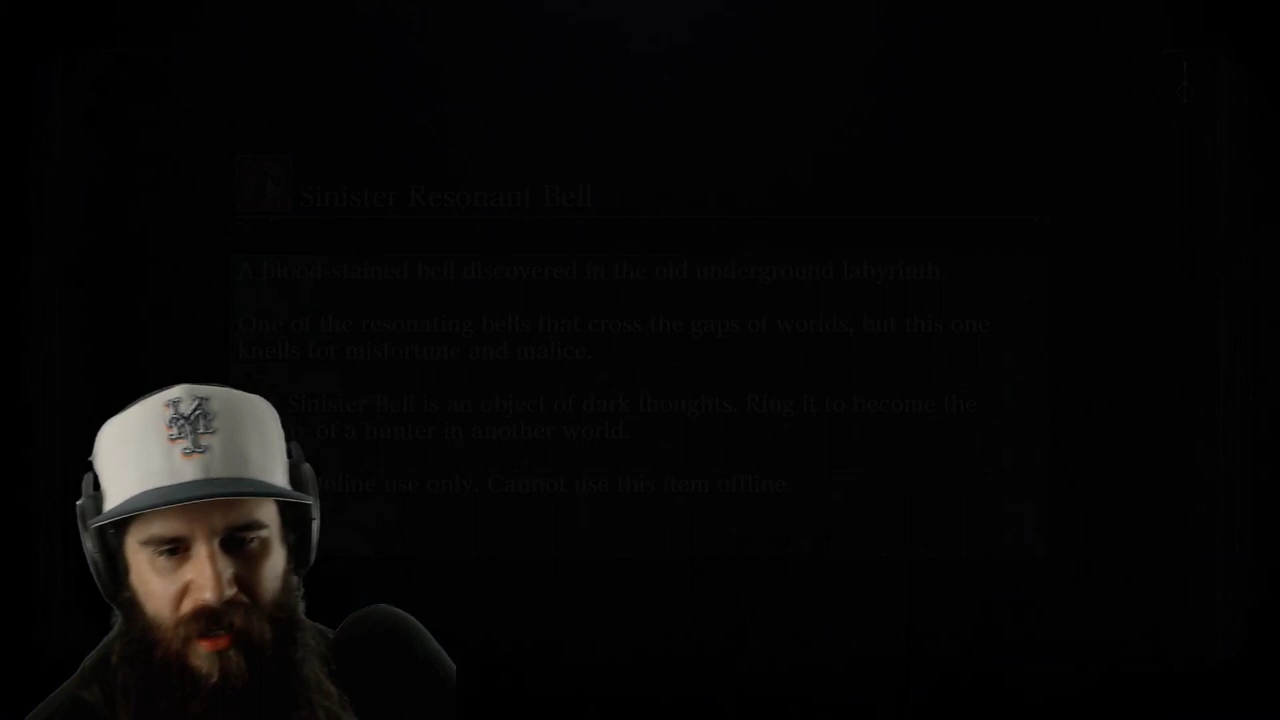 Sinister Resonant Bell
A blood-stained bell discovered in the old underground labyrinth.
One of the resonating bells that cross the gaps of worlds, but this one
knells for misfortune and malice.
Sinister Bell is an object of dark thoughts. Ring it to become the
of a hunter in another world.
online use only. Cannot use this item offline.
NY